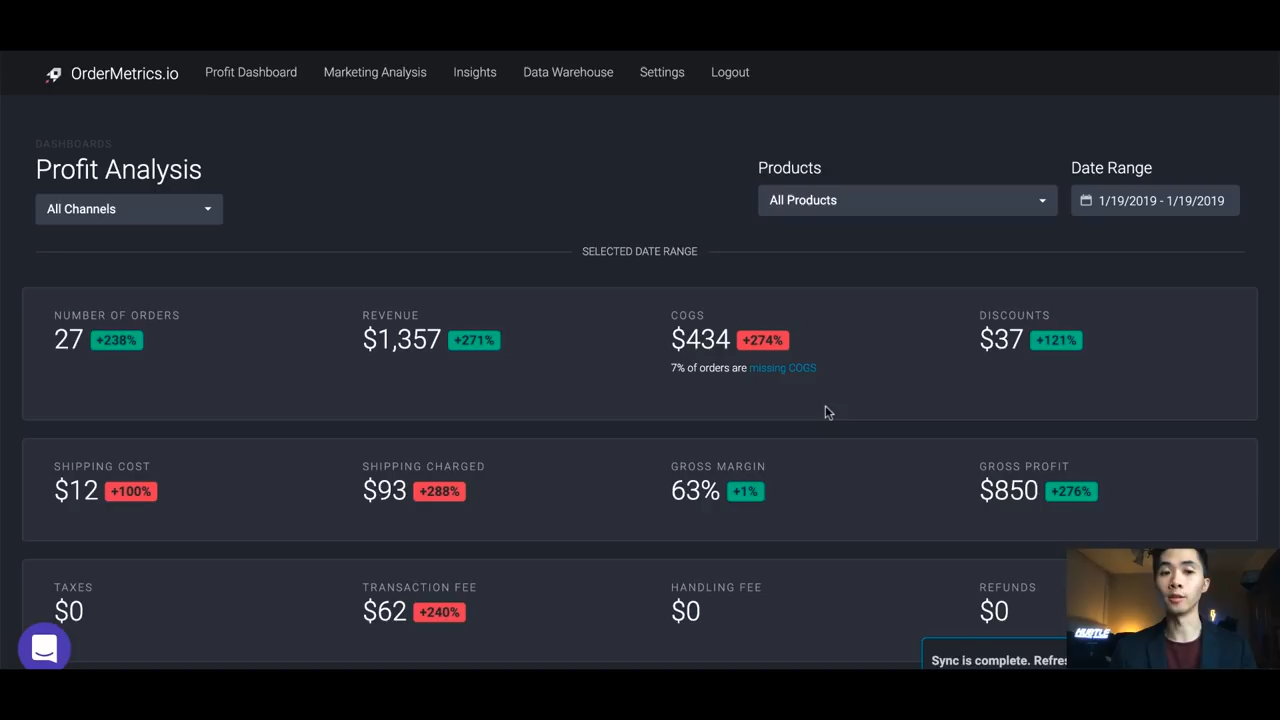 OrderMetrics.io Profit Dashboard Marketing Analysis Insights Data Warehouse Settings Logout
DASHBOARDS
Profit Analysis
All Channels
Products
All Products
Date Range
1/19/2019 - 1/19/2019
SELECTED DATE RANGE
NUMBER OF ORDERS
27 +238%
REVENUE
$1,357 +271%
COGS
$434 +274%
7% of orders are missing COGS
DISCOUNTS
$37 +121%
SHIPPING COST
$12 +100%
SHIPPING CHARGED
$93 +288%
GROSS MARGIN
63% +1%
GROSS PROFIT
$850 +276%
TAXES
$0
TRANSACTION FEE
$62 +240%
HANDLING FEE
$0
REFUNDS
$0
Sync is complete. Refres
HUSTLE